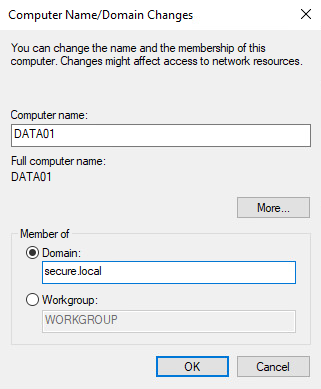 Computer Name/Domain Changes
You can change the name and the membership of this
computer. Changes might affect access to network resources.
Computer name:
DATA01
Full computer name:
DATA01
More...
Member of
Domain:
secure.local
Workgroup:
WORKGROUP
OK
Cancel